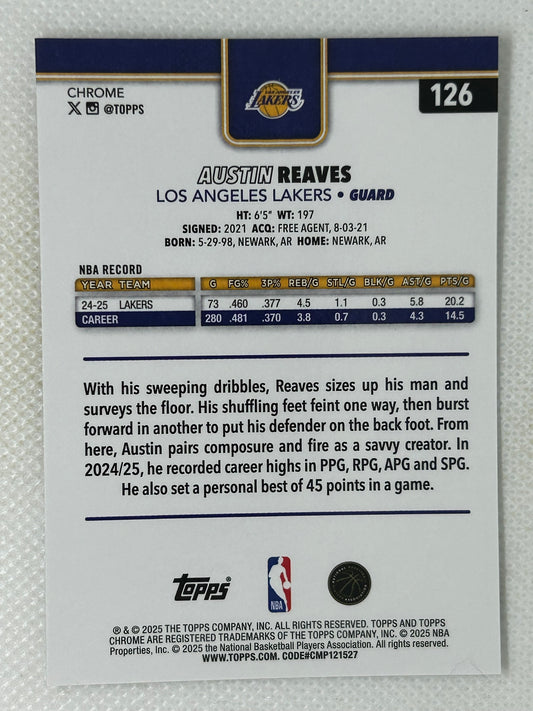 CHROME
@TOPPS
LOS ANGELES
LAKERS
126
AUSTIN REAVES
LOS ANGELES LAKERS • GUARD
HT: 6'5" WT: 197
SIGNED: 2021 ACQ: FREE AGENT, 8-03-21
BORN: 5-29-98, NEWARK, AR HOME: NEWARK, AR
NBA RECORD
YEAR TEAM G FG% 3P% REB/G STL/G BLK/G AST/G PTS/G
24-25 LAKERS 73 .460 .377 4.5 1.1 0.3 5.8 20.2
CAREER 280 .481 .370 3.8 0.7 0.3 4.3 14.5
With his sweeping dribbles, Reaves sizes up his man and
surveys the floor. His shuffling feet feint one way, then burst
forward in another to put his defender on the back foot. From
here, Austin pairs composure and fire as a savvy creator. In
2024/25, he recorded career highs in PPG, RPG, APG and SPG.
He also set a personal best of 45 points in a game.
topps®
NBA
® & © 2025 THE TOPPS COMPANY, INC. ALL RIGHTS RESERVED. TOPPS AND TOPPS
CHROME ARE REGISTERED TRADEMARKS OF THE TOPPS COMPANY, INC. © 2025 NBA
Properties, Inc. © 2025 the National Basketball Players Association. All rights reserved.
WWW.TOPPS.COM. CODE#CMP121527